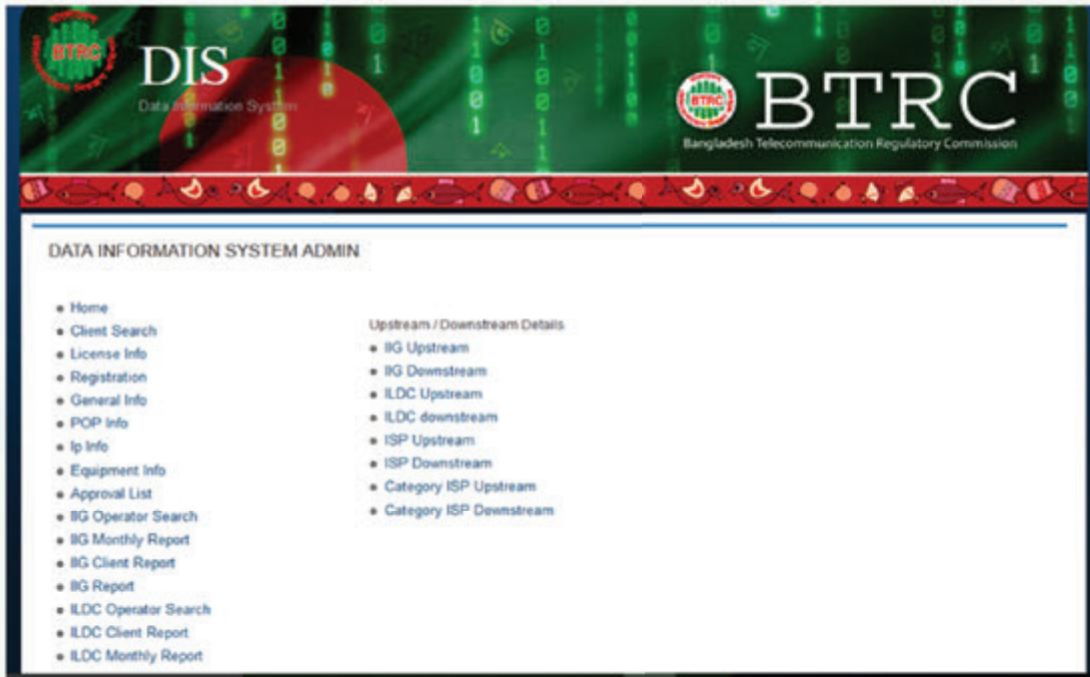 BTRC
DIS
Data Information System
BTRC
BTRC
Bangladesh Telecommunication Regulatory Commission
DATA INFORMATION SYSTEM ADMIN
Home
Client Search
License Info
Registration
General Info
POP Info
Ip Info
Equipment Info
Approval List
IIG Operator Search
IIG Monthly Report
IIG Client Report
IIG Report
ILDC Operator Search
ILDC Client Report
ILDC Monthly Report
Upstream / Downstream Details
IIG Upstream
IIG Downstream
ILDC Upstream
ILDC downstream
ISP Upstream
ISP Downstream
Category ISP Upstream
Category ISP Downstream